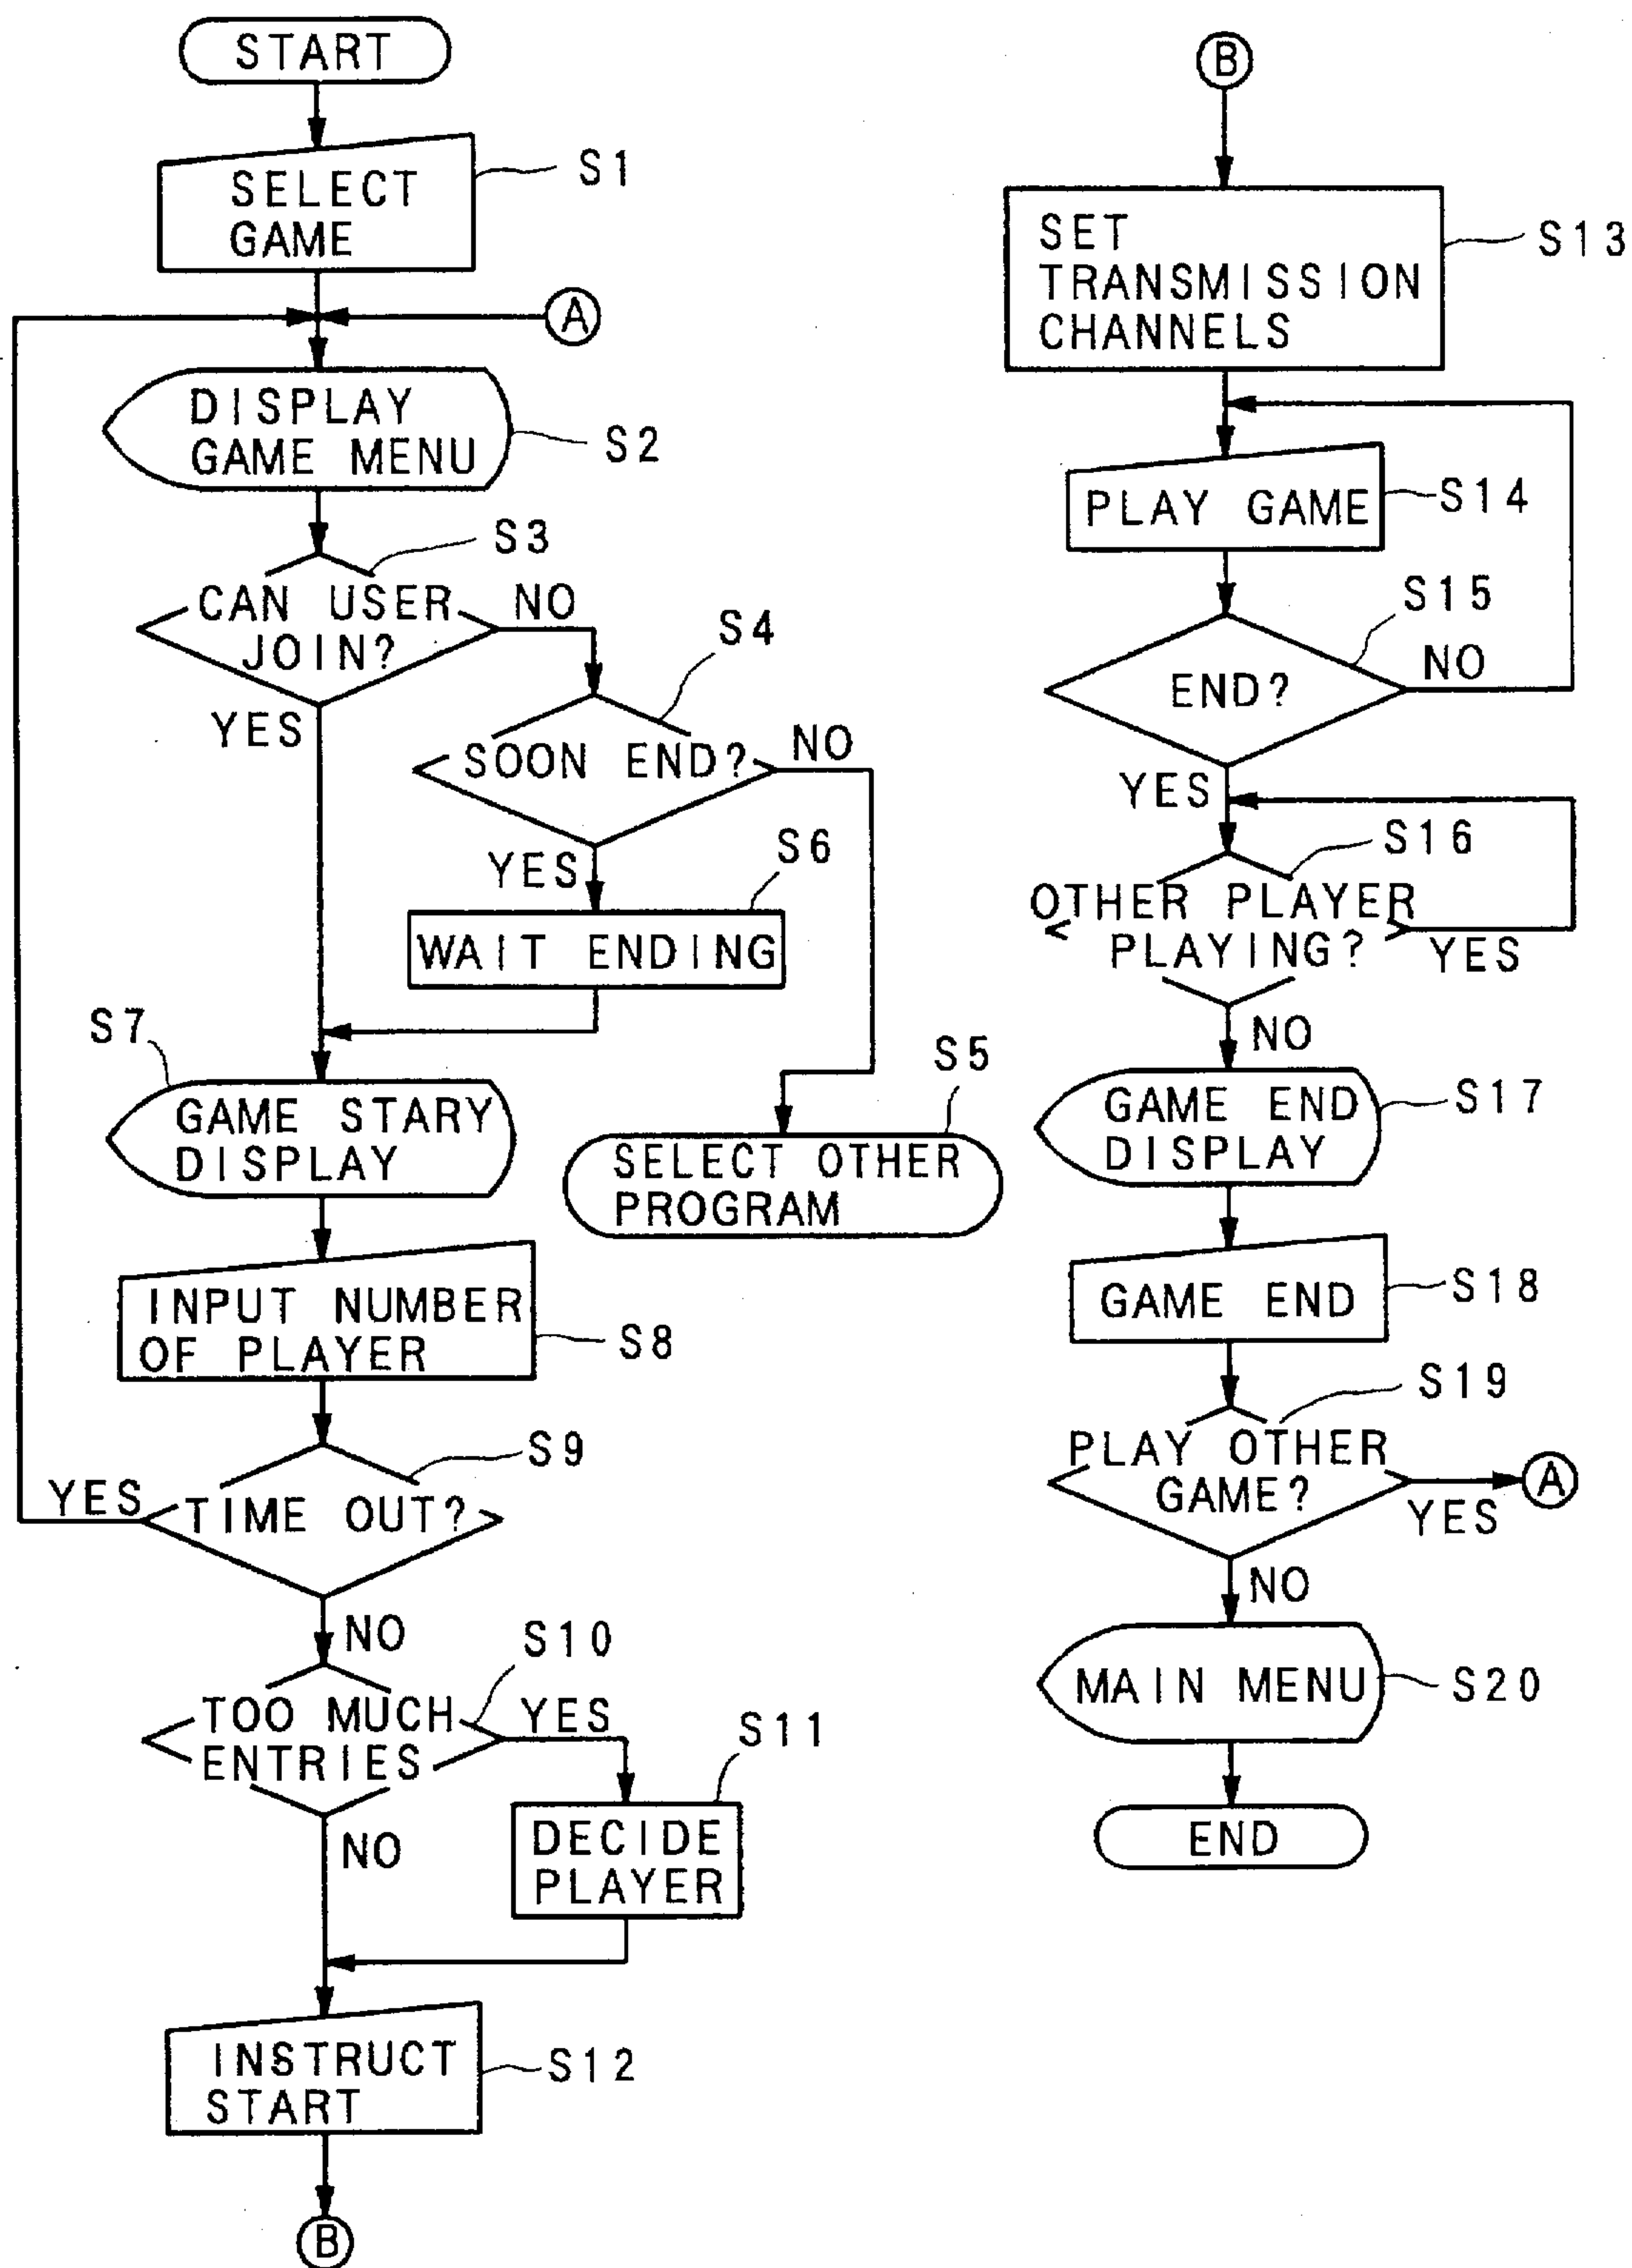 START
SELECT
GAME
S1
A
DISPLAY
GAME MENU
S2
S3
CAN USER
JOIN?
NO
YES
S4
SOON END?
NO
YES
S6
WAIT ENDING
S7
GAME STARY
DISPLAY
S5
SELECT OTHER
PROGRAM
INPUT NUMBER
OF PLAYER
S8
S9
TIME OUT?
YES
NO
S10
TOO MUCH
ENTRIES
YES
NO
S11
DECIDE
PLAYER
INSTRUCT
START
S12
B
B
SET
TRANSMISSION
CHANNELS
S13
PLAY GAME
S14
S15
END?
NO
YES
S16
OTHER PLAYER
PLAYING?
YES
NO
GAME END
DISPLAY
S17
GAME END
S18
S19
PLAY OTHER
GAME?
A
YES
NO
MAIN MENU
S20
END